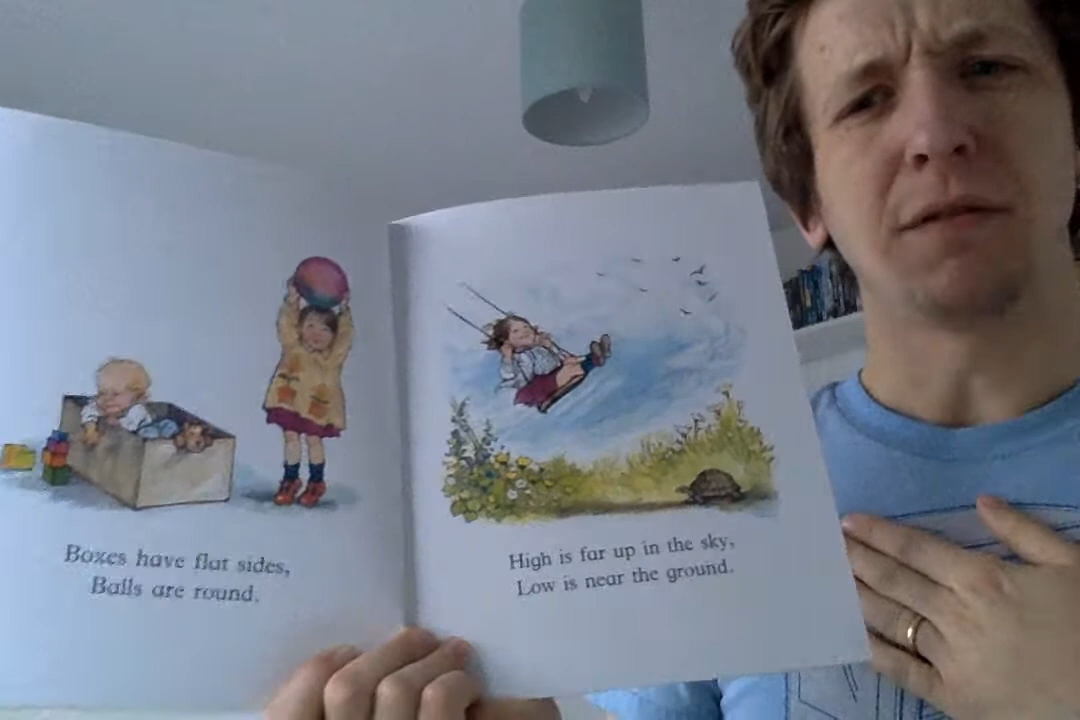 Boxes have flat sides,
Balls are round.
High is far up in the sky,
Low is near the ground.